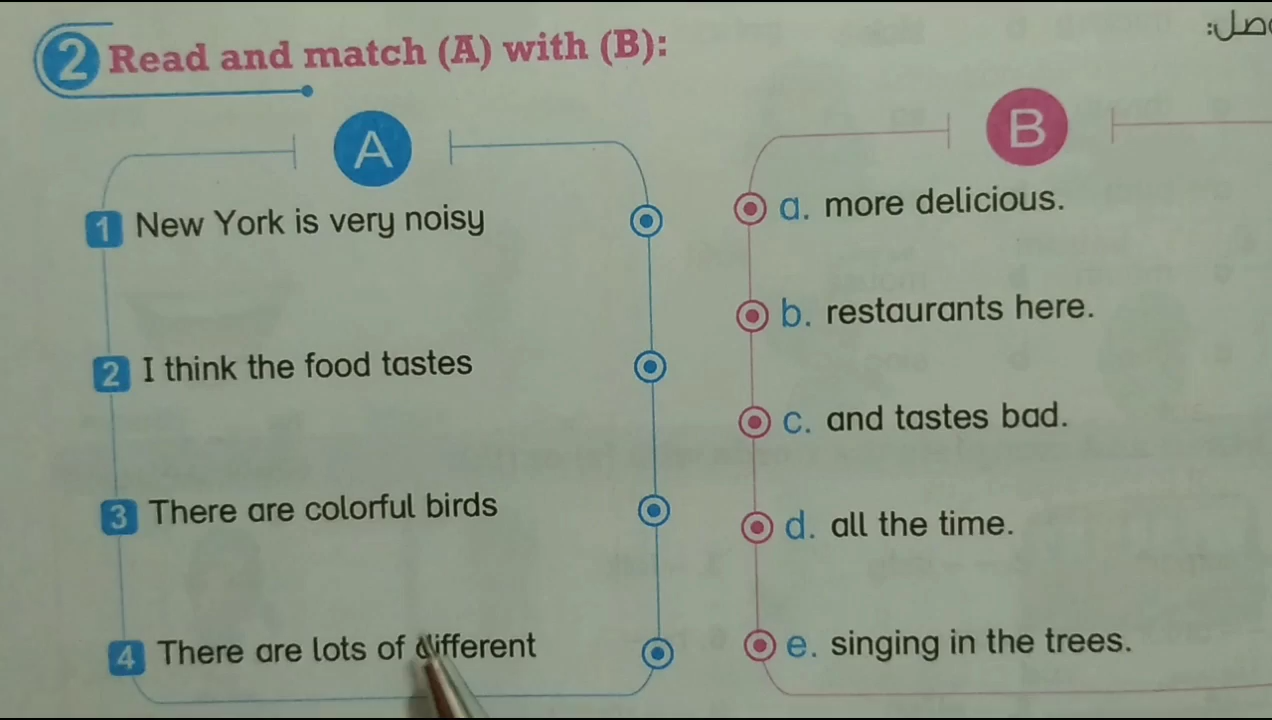 صل:
2 Read and match (A) with (B):
A
B
1 New York is very noisy
a. more delicious.
b. restaurants here.
2 I think the food tastes
c. and tastes bad.
3 There are colorful birds
d. all the time.
4 There are lots of different
e. singing in the trees.